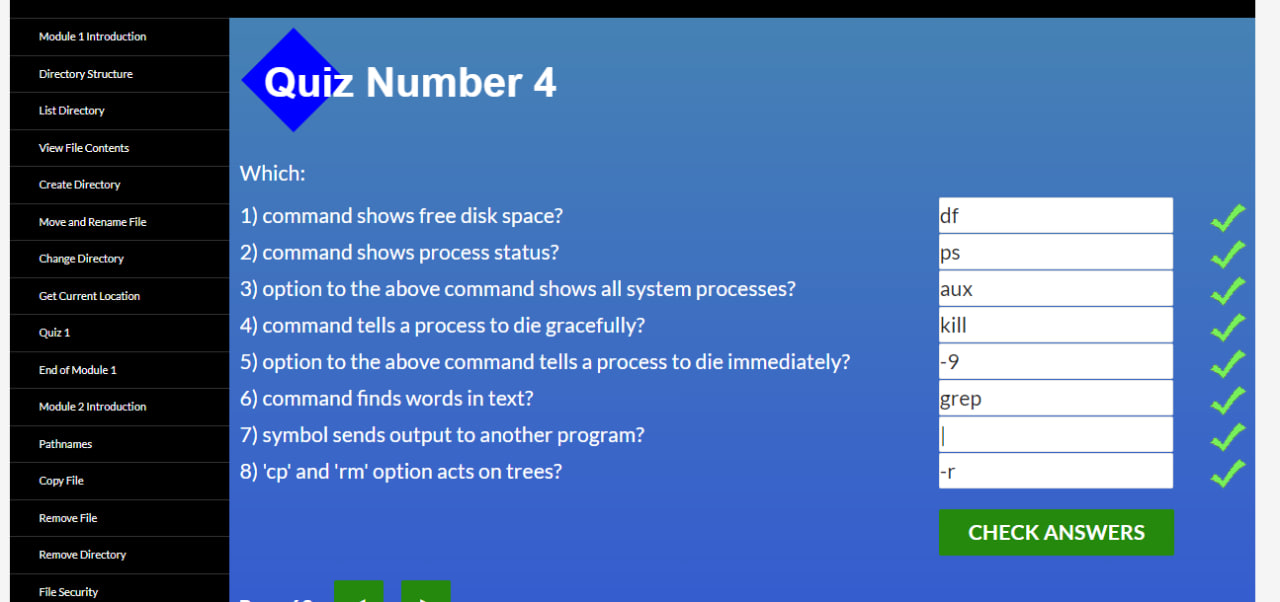 Module 1 Introduction
Directory Structure
List Directory
View File Contents
Create Directory
Move and Rename File
Change Directory
Get Current Location
Quiz 1
End of Module 1
Module 2 Introduction
Pathnames
Copy File
Remove File
Remove Directory
File Security
Quiz Number 4
Which:
1) command shows free disk space? df
2) command shows process status? ps
3) option to the above command shows all system processes? aux
4) command tells a process to die gracefully? kill
5) option to the above command tells a process to die immediately? -9
6) command finds words in text? grep
7) symbol sends output to another program? |
8) 'cp' and 'rm' option acts on trees? -r
CHECK ANSWERS